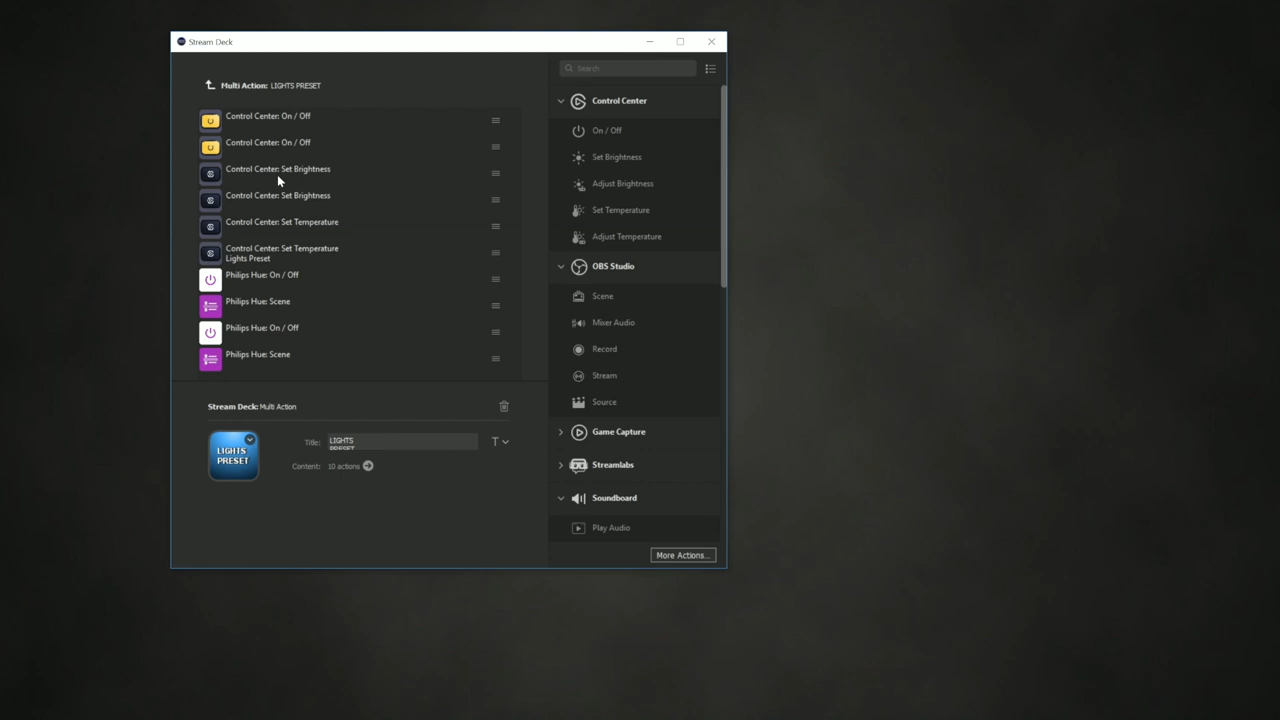 Stream Deck
Multi Action: LIGHTS PRESET
Control Center: On / Off
Control Center: On / Off
Control Center: Set Brightness
Control Center: Set Brightness
Control Center: Set Temperature
Control Center: Set Temperature
Lights Preset
Philips Hue: On / Off
Philips Hue: Scene
Philips Hue: On / Off
Philips Hue: Scene
Stream Deck: Multi Action
LIGHTS
PRESET
Title: LIGHTS
PRESET
Content: 10 actions
Search
Control Center
On / Off
Set Brightness
Adjust Brightness
Set Temperature
Adjust Temperature
OBS Studio
Scene
Mixer Audio
Record
Stream
Source
Game Capture
Streamlabs
Soundboard
Play Audio
More Actions...